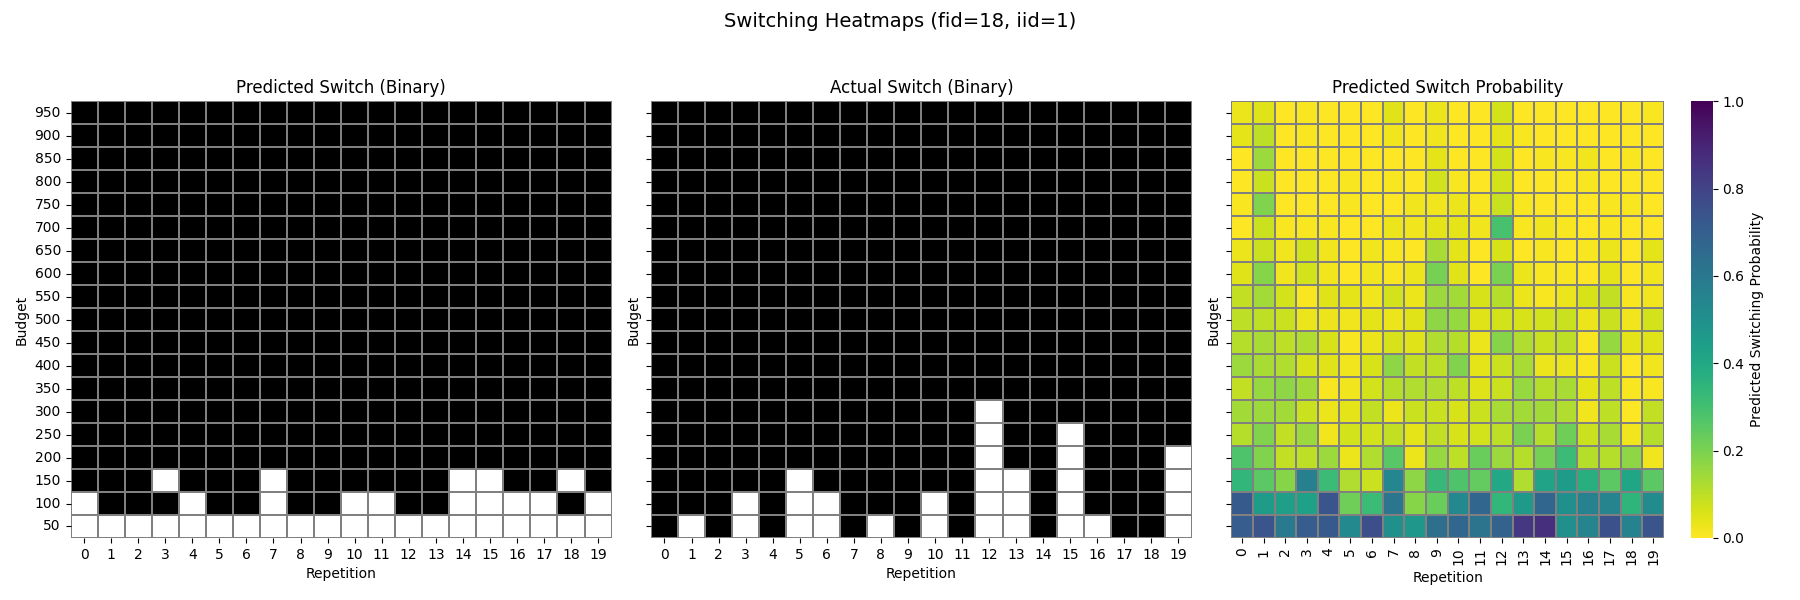 Switching Heatmaps (fid=18, iid=1)
Predicted Switch (Binary)
Budget
950
900
850
800
750
700
650
600
550
500
450
400
350
300
250
200
150
100
50
0 1 2 3 4 5 6 7 8 9 10 11 12 13 14 15 16 17 18 19
Repetition
Actual Switch (Binary)
Budget
0 1 2 3 4 5 6 7 8 9 10 11 12 13 14 15 16 17 18 19
Repetition
Predicted Switch Probability
Budget
0 1 2 3 4 5 6 7 8 9 10 11 12 13 14 15 16 17 18 19
Repetition
1.0
0.8
0.6
0.4
0.2
0.0
Predicted Switching Probability